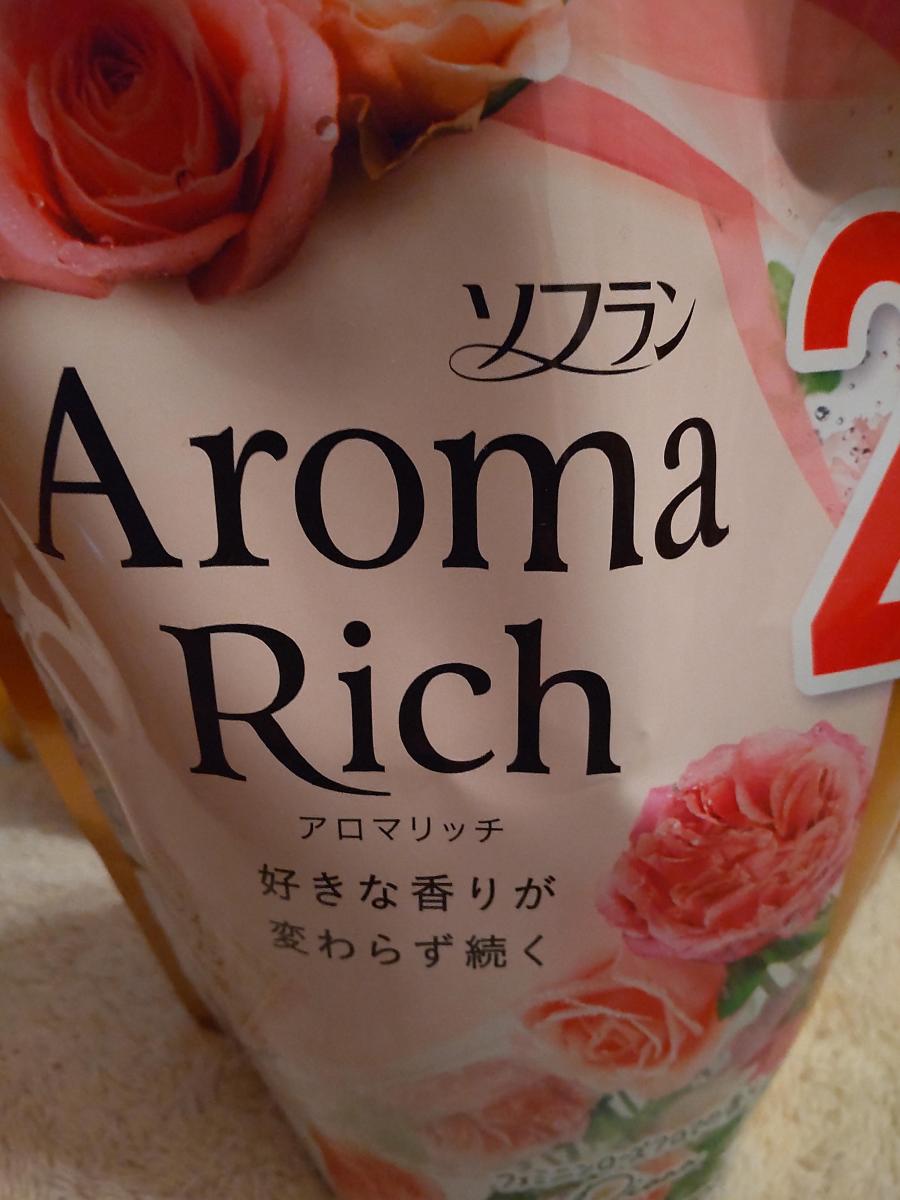 ソフラン
Aroma
Rich
アロマリッチ
好きな香りが
変わらず続く
2